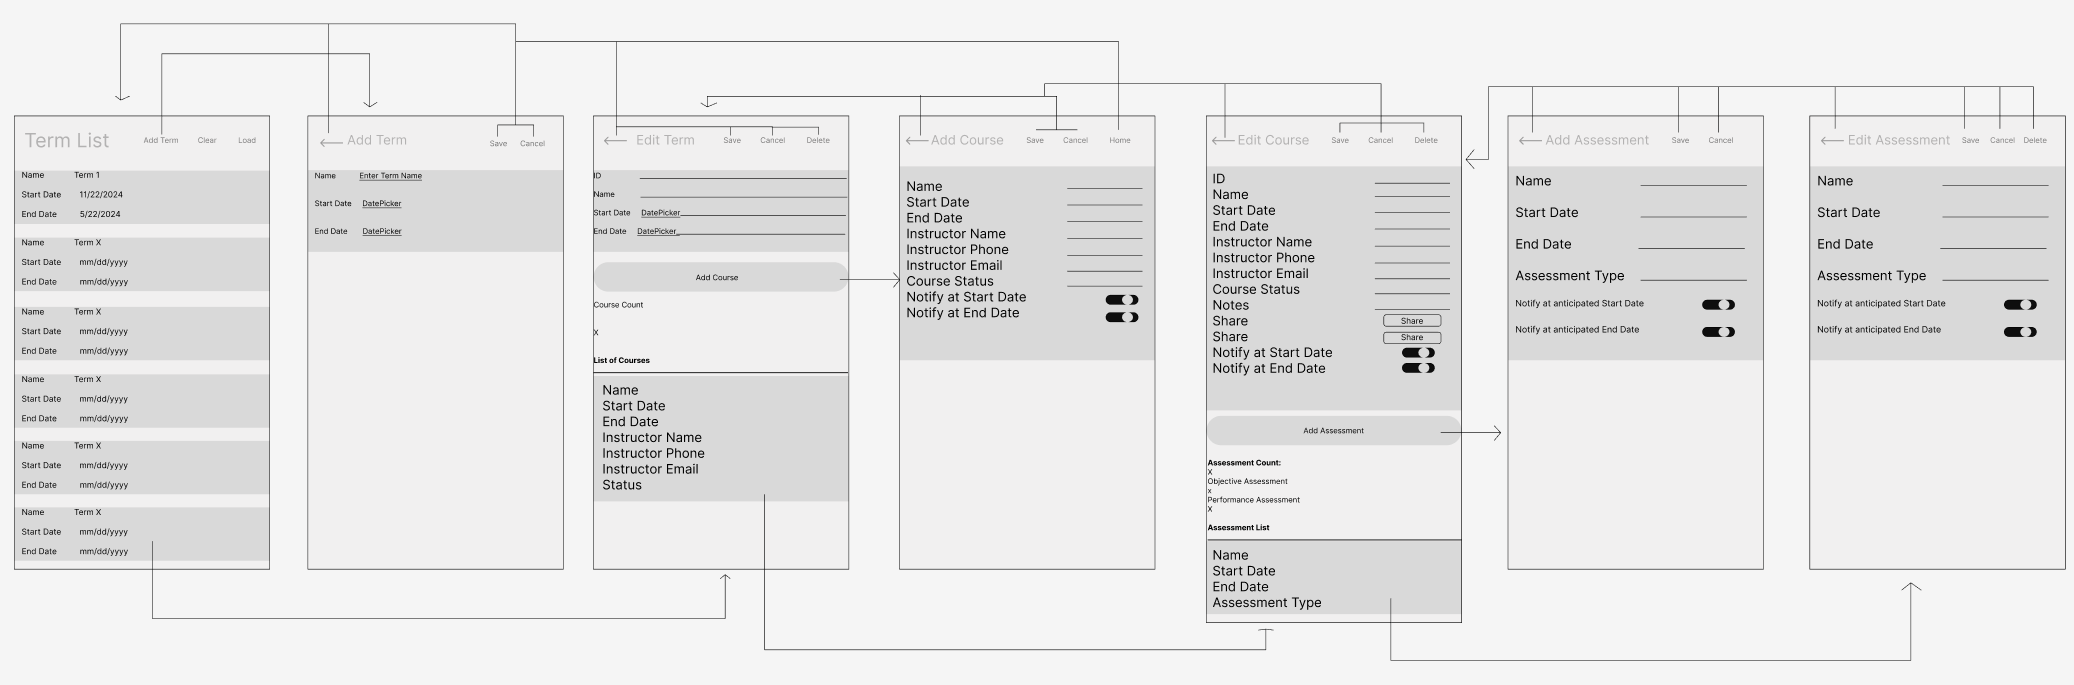 Term List Add Term Clear Load
Name Term 1
Start Date 11/22/2024
End Date 5/22/2024
Name Term X
Start Date mm/dd/yyyy
End Date mm/dd/yyyy
Name Term X
Start Date mm/dd/yyyy
End Date mm/dd/yyyy
Name Term X
Start Date mm/dd/yyyy
End Date mm/dd/yyyy
Name Term X
Start Date mm/dd/yyyy
End Date mm/dd/yyyy
Name Term X
Start Date mm/dd/yyyy
End Date mm/dd/yyyy
Add Term Save Cancel
Name Enter Term Name
Start Date DatePicker
End Date DatePicker
Edit Term Save Cancel Delete
ID
Name
Start Date DatePicker
End Date DatePicker
Add Course
Course Count
X
List of Courses
Name
Start Date
End Date
Instructor Name
Instructor Phone
Instructor Email
Status
Add Course Save Cancel Home
Name
Start Date
End Date
Instructor Name
Instructor Phone
Instructor Email
Course Status
Notify at Start Date
Notify at End Date
Edit Course Save Cancel Delete
ID
Name
Start Date
End Date
Instructor Name
Instructor Phone
Instructor Email
Course Status
Notes
Share Share
Share Share
Notify at Start Date
Notify at End Date
Add Assessment
Assessment Count:
X
Objective Assessment
x
Performance Assessment
X
Assessment List
Name
Start Date
End Date
Assessment Type
Add Assessment Save Cancel
Name
Start Date
End Date
Assessment Type
Notify at anticipated Start Date
Notify at anticipated End Date
Edit Assessment Save Cancel Delete
Name
Start Date
End Date
Assessment Type
Notify at anticipated Start Date
Notify at anticipated End Date